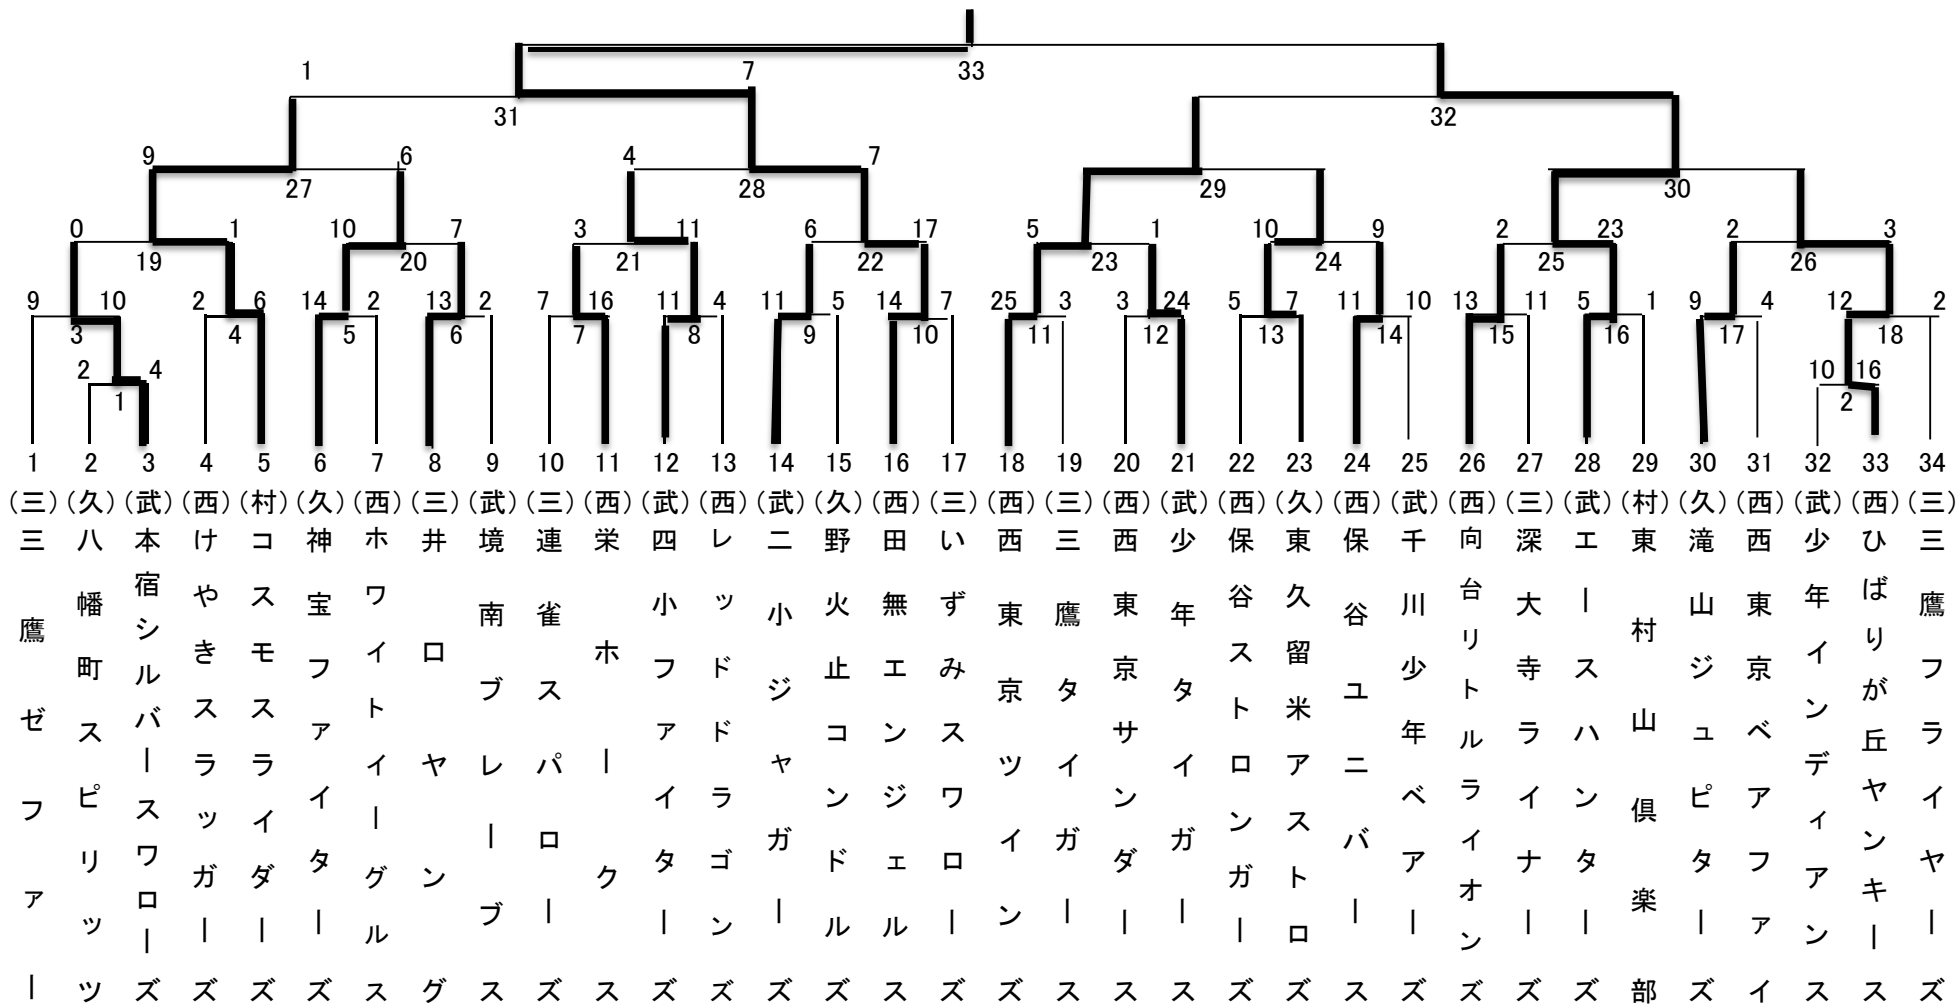 33
1 7
31 32
9 6 4 7
27 28 29 30
0 1 10 7 3 11 6 17 5 1 10 9 2 23 2 3
19 20 21 22 23 24 25 26
9 10 2 6 14 2 13 2 7 16 11 4 11 5 14 7 25 3 3 24 5 7 11 10 13 11 5 1 9 4 12 2
3 4 5 6 7 8 9 10 11 12 13 14 15 16 17 18
2 4 10 16
1 2
1 2 3 4 5 6 7 8 9 10 11 12 13 14 15 16 17 18 19 20 21 22 23 24 25 26 27 28 29 30 31 32 33 34
(三)(久)(武)(西)(村)(久)(西)(三)(武)(三)(西)(武)(西)(武)(久)(西)(三)(西)(三)(西)(武)(西)(久)(西)(武)(西)(三)(武)(村)(久)(西)(武)(西)(三)
三鷹ゼファー
八幡町スピリッツ
本宿シルバースワローズ
けやきスラッガーズ
コスモスライダーズ
神宝ファイターズ
ホワイトイーグルス
井口ヤング
境南ブレーブス
連雀スパローズ
栄ホークス
四小ファイターズ
レッドドラゴンズ
二小ジャガーズ
野火止コンドルズ
田無エンジェルス
いずみスワローズ
西東京ツインズ
三鷹タイガース
西東京サンダース
少年タイガース
保谷ストロンガーズ
東久留米アストロズ
保谷ユニバース
千川少年ベアーズ
向台リトルライオンズ
深大寺ライナーズ
エースハンターズ
東村山倶楽部
滝山ジュピターズ
西東京ベアファイ
少年インディアンス
ひばりが丘ヤンキース
三鷹フライヤーズ